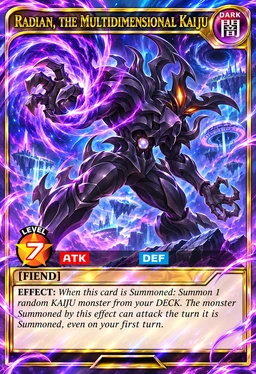 RADIAN, THE MULTIDIMENSIONAL KAIJU
DARK
闇
LEVEL
7
ATK DEF
[FIEND]
EFFECT: When this card is Summoned: Summon 1
random KAIJU monster from your DECK. The monster
Summoned by this effect can attack the turn it is
Summoned, even on your first turn.